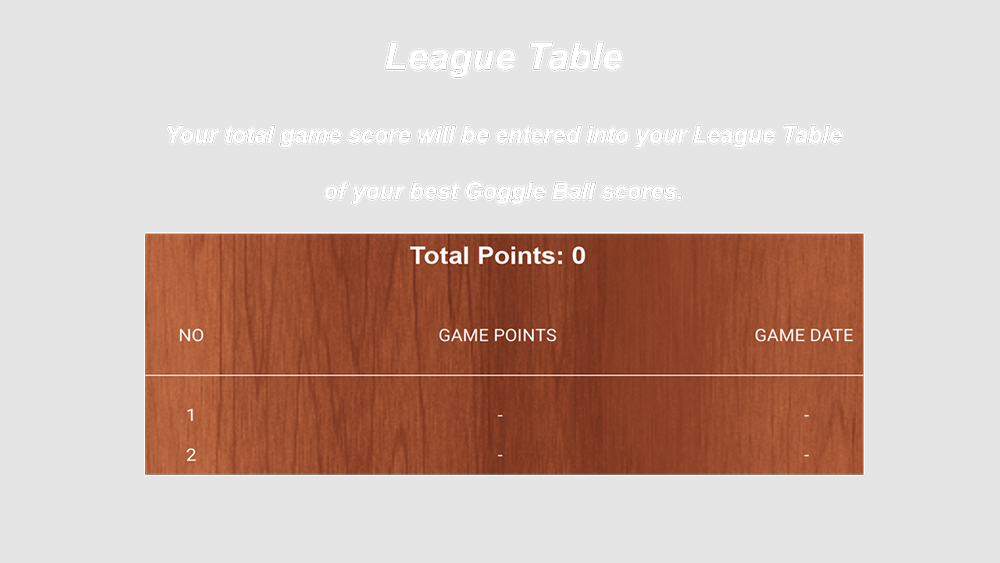 League Table
Your total game score will be entered into your League Table
of your best Goggle Ball scores.
Total Points: 0
NO GAME POINTS GAME DATE
1 - -
2 - -